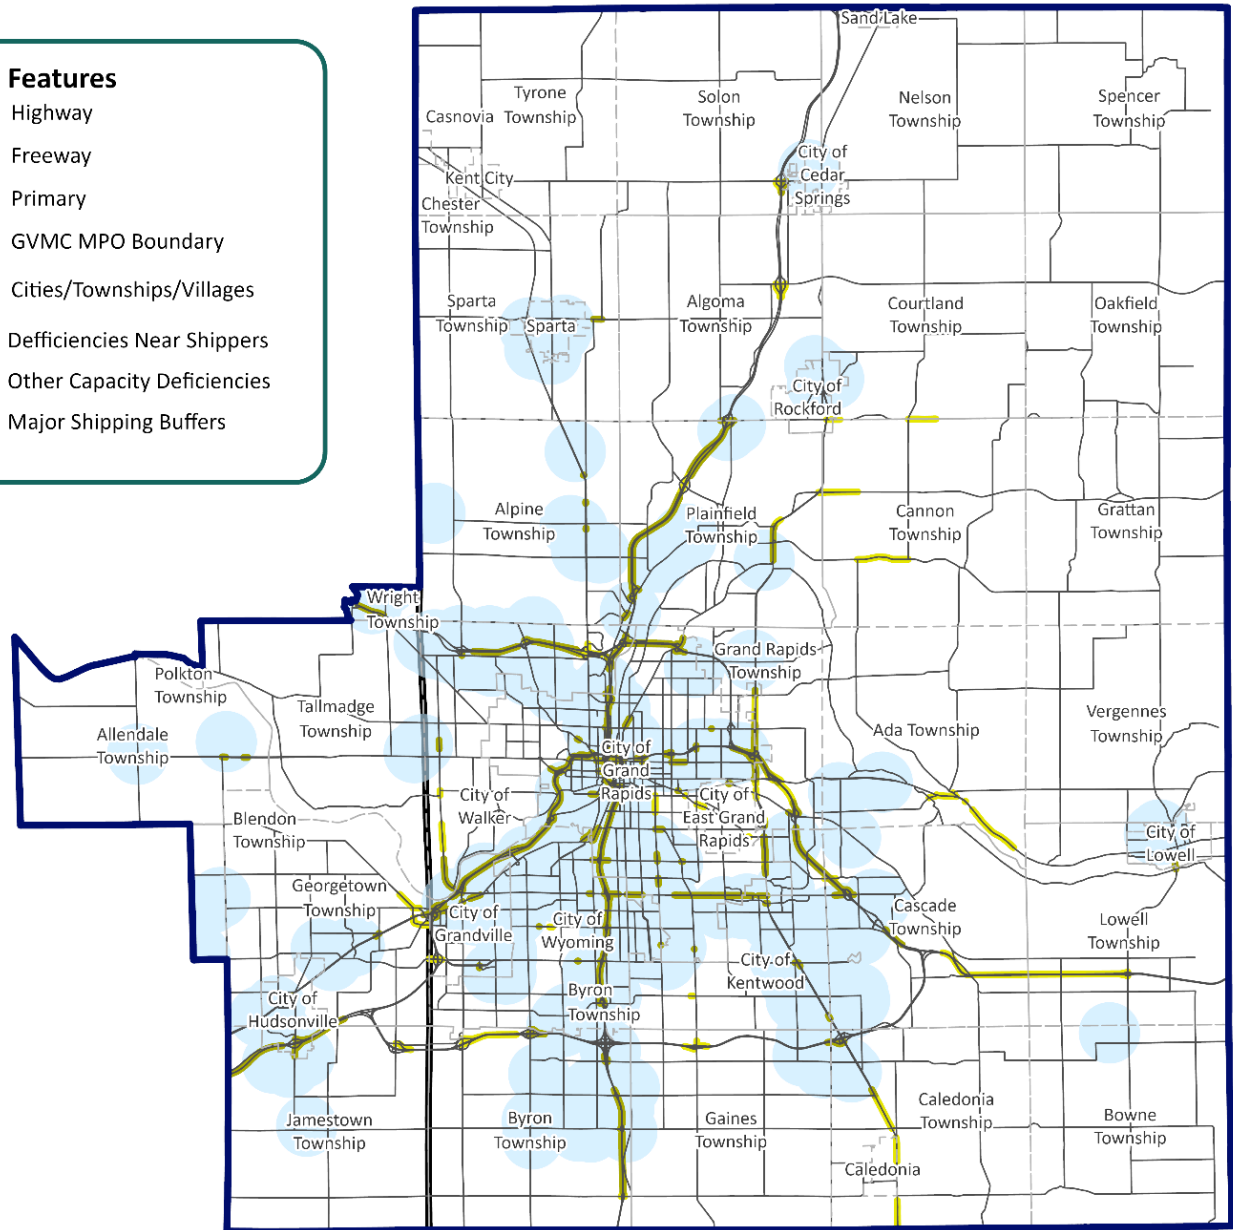 Features
Highway
Freeway
Primary
GVMC MPO Boundary
Cities/Townships/Villages
Defficiencies Near Shippers
Other Capacity Deficiencies
Major Shipping Buffers
Sand Lake
Tyrone
Township
Casnovia
Solon
Township
Nelson
Township
Spencer
Township
City of
Cedar
Springs
Kent City
Chester
Township
Sparta
Township
Sparta
Algoma
Township
Courtland
Township
Oakfield
Township
City of
Rockford
Alpine
Township
Plainfield
Township
Cannon
Township
Grattan
Township
Wright
Township
Grand Rapids
Township
Polkton
Township
Tallmadge
Township
Allendale
Township
Ada Township
Vergennes
Township
City of
Grand
Rapids
City of
Walker
City of
East Grand
Rapids
Blendon
Township
City of
Lowell
Georgetown
Township
City of
Grandville
City of
Wyoming
Cascade
Township
Lowell
Township
City of
Kentwood
City of
Hudsonville
Byron
Township
Jamestown
Township
Byron
Township
Gaines
Township
Caledonia
Township
Bowne
Township
Caledonia